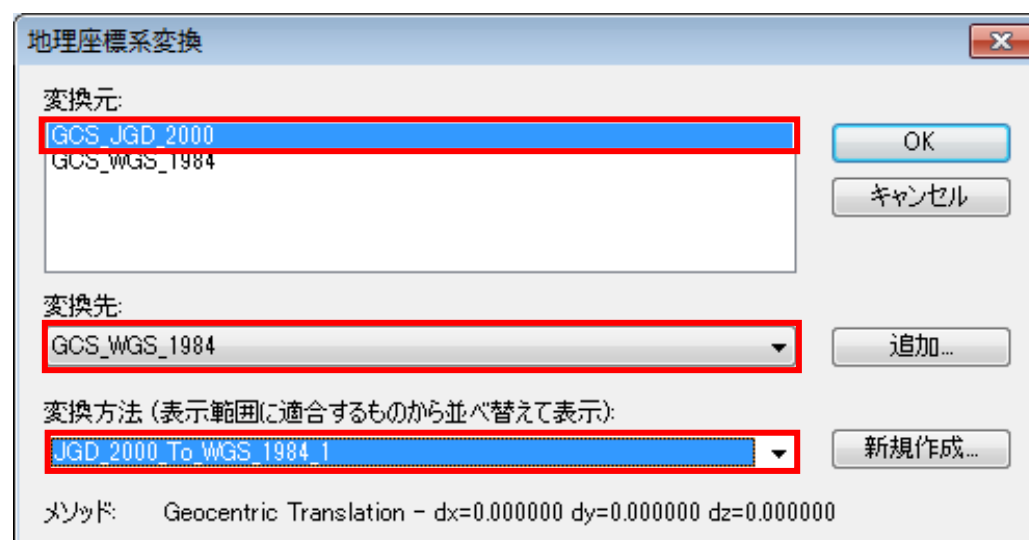 地理座標系変換
変換元:
GCS_JGD_2000
GCS_WGS_1984
OK
キャンセル
変換先:
GCS_WGS_1984
追加...
変換方法 (表示範囲に適合するものから並べ替えて表示):
JGD_2000_To_WGS_1984_1
新規作成...
メソッド: Geocentric Translation - dx=0.000000 dy=0.000000 dz=0.000000